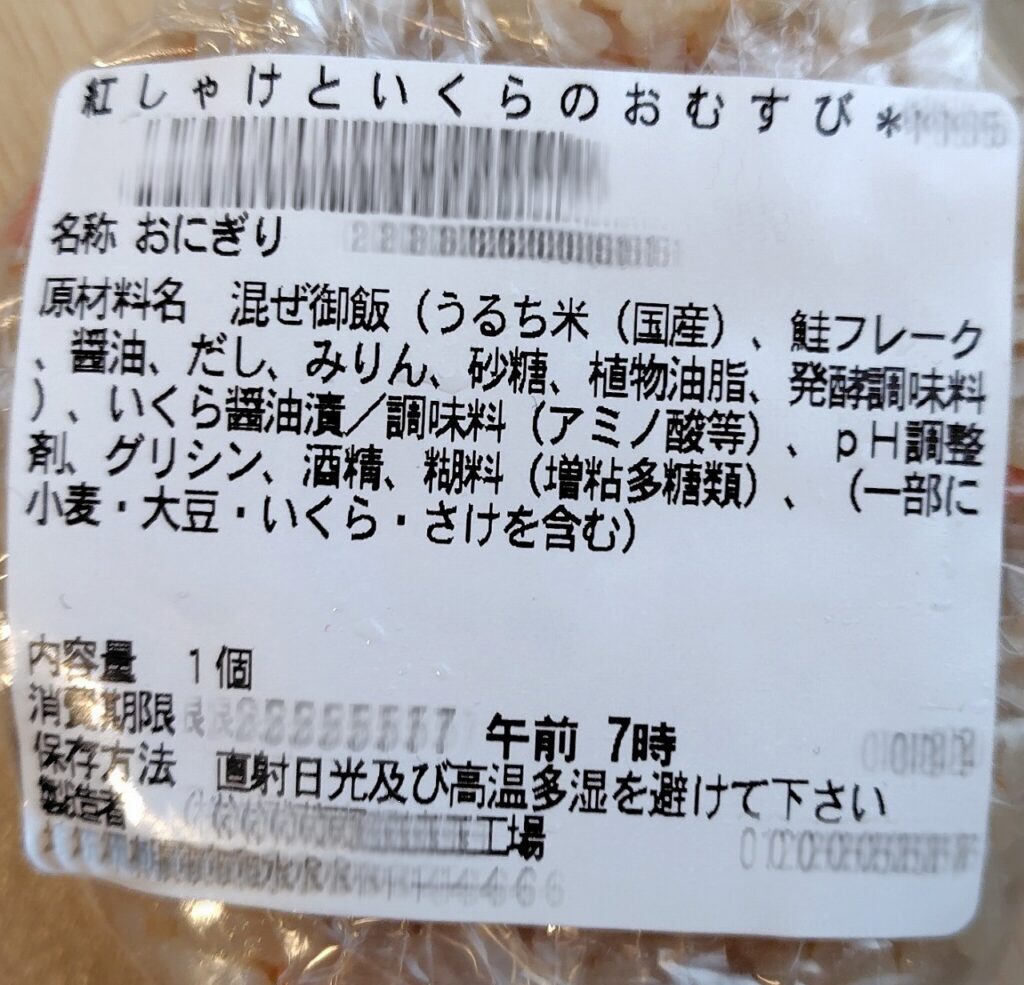 紅しゃけといくらのおむすび*
名称 おにぎり
原材料名 混ぜ御飯（うるち米（国産）、鮭フレーク
、醤油、だし、みりん、砂糖、植物油脂、発酵調味料
）、いくら醤油漬／調味料（アミノ酸等）、ｐＨ調整
剤、グリシン、酒精、糊料（増粘多糖類）、（一部に
小麦・大豆・いくら・さけを含む）
内容量 1個
消費期限 午前 7時
保存方法 直射日光及び高温多湿を避けて下さい
製造者 工場